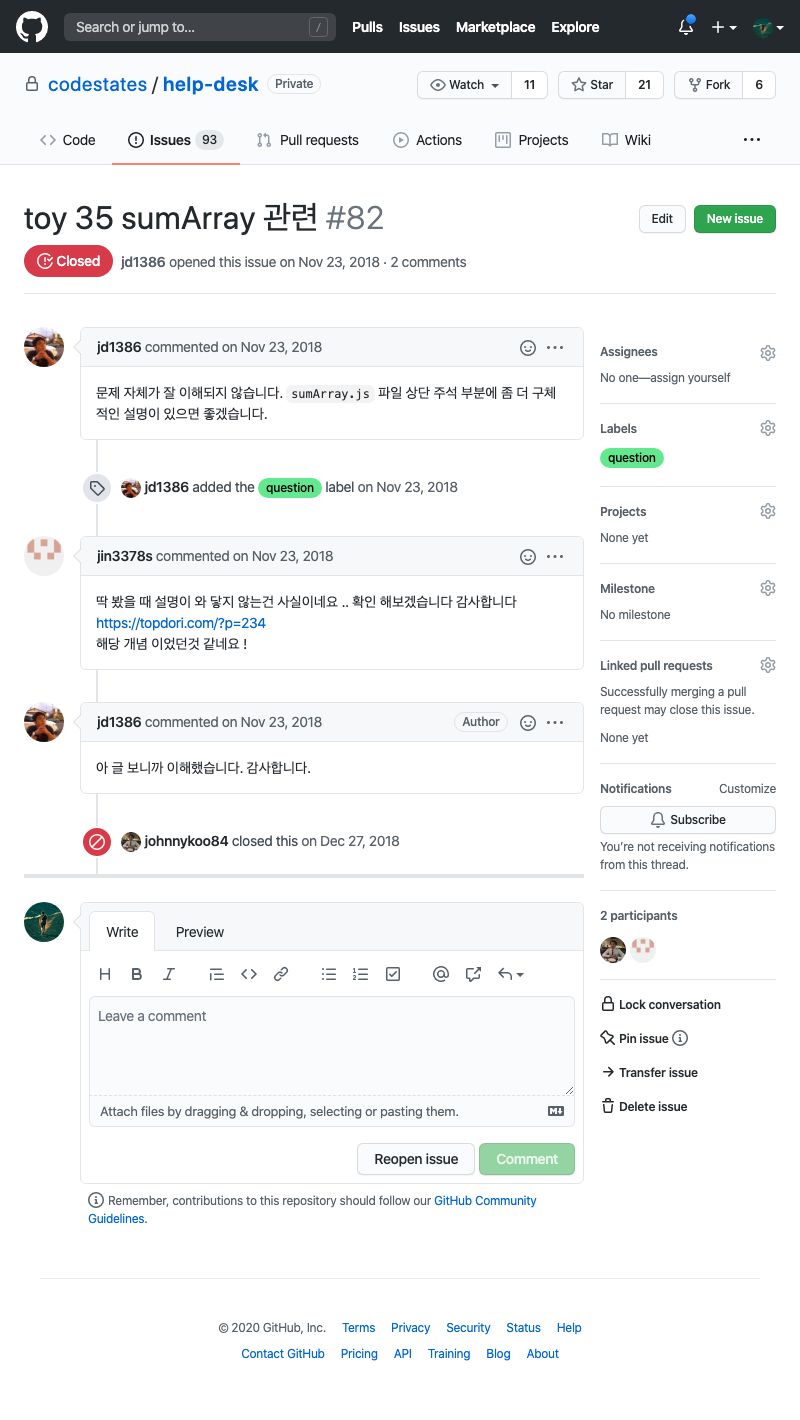 Search or jump to... /
Pulls Issues Marketplace Explore
codestates / help-desk Private
Watch 11 Star 21 Fork 6
Code Issues 93 Pull requests Actions Projects Wiki ...
toy 35 sumArray 관련 #82
Edit New issue
Closed jd1386 opened this issue on Nov 23, 2018 · 2 comments
jd1386 commented on Nov 23, 2018
문제 자체가 잘 이해되지 않습니다. sumArray.js 파일 상단 주석 부분에 좀 더 구체
적인 설명이 있으면 좋겠습니다.
jd1386 added the question label on Nov 23, 2018
jin3378s commented on Nov 23, 2018
딱 봤을 때 설명이 와 닿지 않는건 사실이네요 .. 확인 해보겠습니다 감사합니다
https://topdori.com/?p=234
해당 개념 이었던것 같네요 !
jd1386 commented on Nov 23, 2018 Author
아 글 보니까 이해했습니다. 감사합니다.
johnnykoo84 closed this on Dec 27, 2018
Write Preview
Leave a comment
Attach files by dragging & dropping, selecting or pasting them.
Reopen issue Comment
Remember, contributions to this repository should follow our GitHub Community
Guidelines.
Assignees
No one—assign yourself
Labels
question
Projects
None yet
Milestone
No milestone
Linked pull requests
Successfully merging a pull
request may close this issue.
None yet
Notifications Customize
Subscribe
You're not receiving notifications
from this thread.
2 participants
Lock conversation
Pin issue
Transfer issue
Delete issue
© 2020 GitHub, Inc. Terms Privacy Security Status Help
Contact GitHub Pricing API Training Blog About